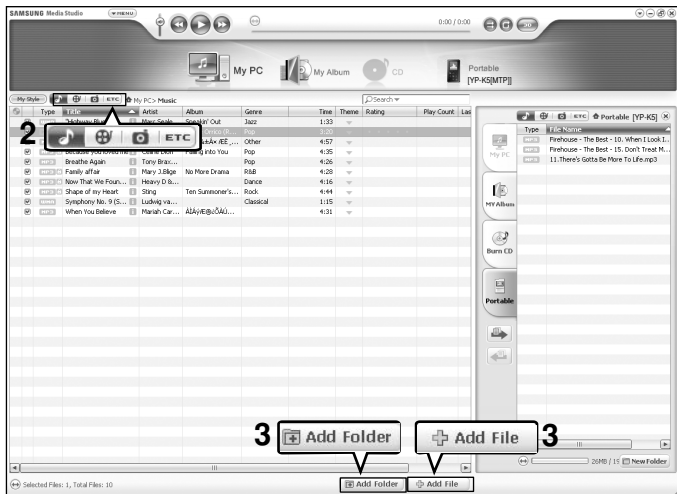 SAMSUNG Media Studio
MENU
0:00 / 0:00
My PC
My Album
CD
Portable
[YP-K5[MTP]]
My Style
ETC
My PC> Music
Search
Type Title Artist Album Genre Time Theme Rating Play Count Las
Jazz 1:33
Pop 3:20
Other 4:57
Pop 4:35
Breathe Again Tony Brax... Pop 4:26
Family affair Mary J.Blige No More Drama R&B 4:28
Now That We Foun... Heavy D &... Dance 4:16
Shape of my Heart Sting Ten Summoner's... Rock 4:44
Symphony No. 9 (S... Ludwig va... Classical 1:15
When You Believe Mariah Car... 4:31
2
ETC
ETC
Portable [YP-K5]
Type File Name
Firehouse - The Best - 10. When I Look I..
Firehouse - The Best - 15. Don't Treat M..
11.There's Gotta Be More To Life.mp3
My PC
MY Album
Burn CD
Portable
3
Add Folder
Add File
3
26MB / 19
New Folder
Selected Files: 1, Total Files: 10
Add Folder
Add File